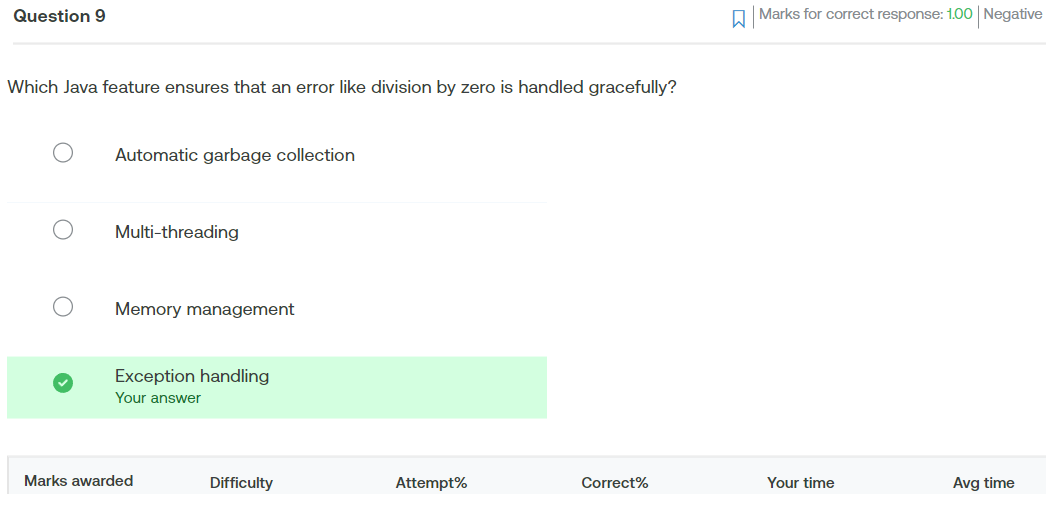 Question 9
Marks for correct response: 1.00 Negative
Which Java feature ensures that an error like division by zero is handled gracefully?
Automatic garbage collection
Multi-threading
Memory management
Exception handling
Your answer
Marks awarded Difficulty Attempt% Correct% Your time Avg time